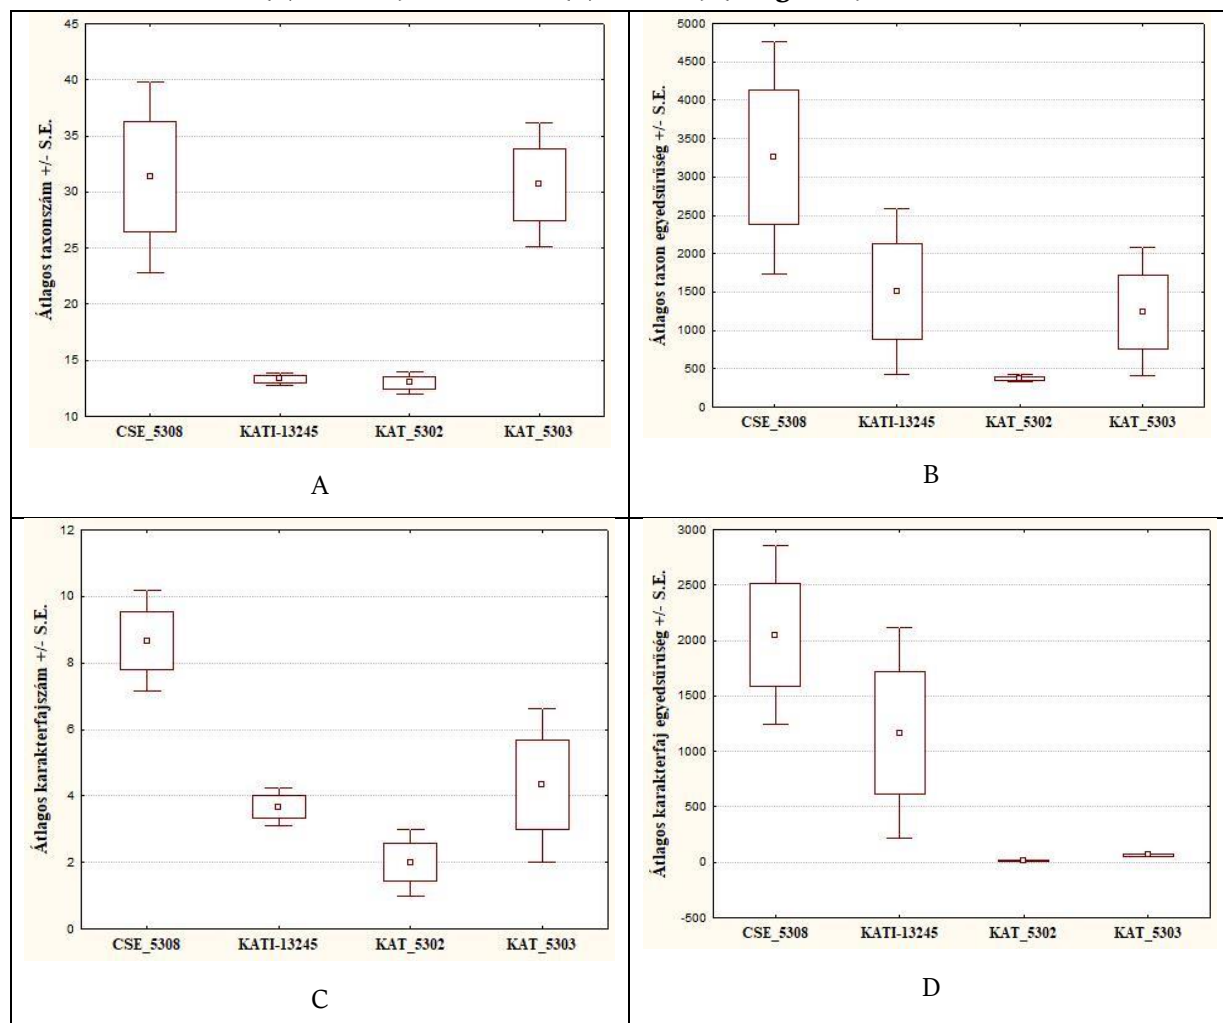 Átlagos taxonszám +/- S.E.
45
40
35
30
25
20
15
10
CSE_5308 KATI-13245 KAT_5302 KAT_5303
A
Átlagos taxon egyedsűrűség +/- S.E.
5000
4500
4000
3500
3000
2500
2000
1500
1000
500
0
CSE_5308 KATI-13245 KAT_5302 KAT_5303
B
Átlagos karakterfajszám +/- S.E.
12
10
8
6
4
2
0
CSE_5308 KATI-13245 KAT_5302 KAT_5303
C
Átlagos karakterfaj egyedsűrűség +/- S.E.
3000
2500
2000
1500
1000
500
0
-500
CSE_5308 KATI-13245 KAT_5302 KAT_5303
D